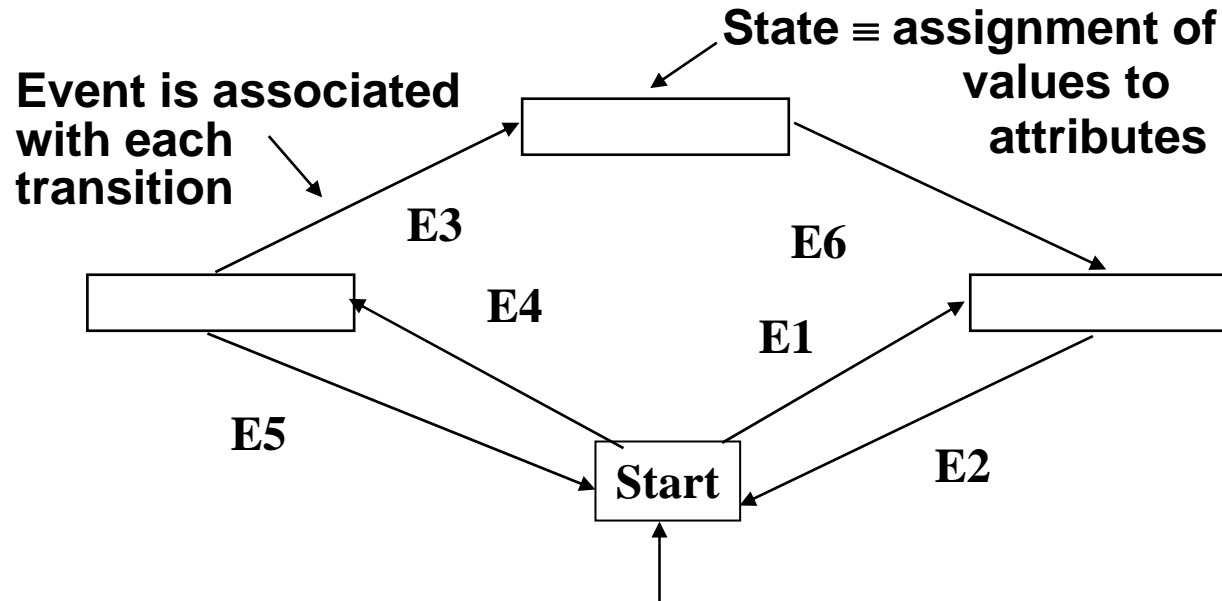 State ≡ assignment of
values to
attributes
Event is associated
with each
transition
E3
E6
E4
E1
E5
E2
Start